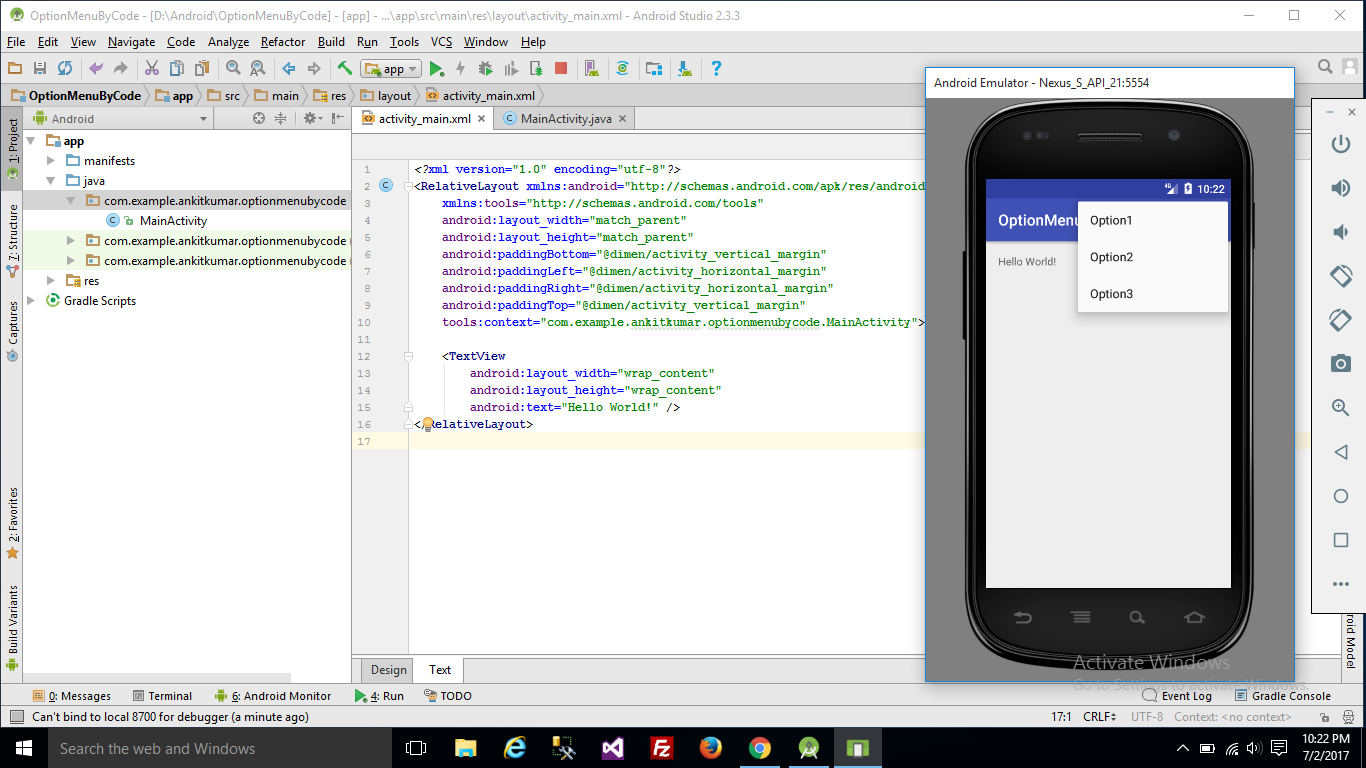 OptionMenuByCode - [D:\Android\OptionMenuByCode] - [app] - ...\app\src\main\res\layout\activity_main.xml - Android Studio 2.3.3
File Edit View Navigate Code Analyze Refactor Build Run Tools VCS Window Help
app
OptionMenuByCode app src main res layout activity_main.xml
Android
activity_main.xml
MainActivity.java
1: Project
7: Structure
Captures
2: Favorites
Build Variants
app
manifests
java
com.example.ankitkumar.optionmenubycode
MainActivity
com.example.ankitkumar.optionmenubycode (
com.example.ankitkumar.optionmenubycode (
res
Gradle Scripts
1 <?xml version="1.0" encoding="utf-8"?>
2 <RelativeLayout xmlns:android="http://schemas.android.com/apk/res/android
3 xmlns:tools="http://schemas.android.com/tools"
4 android:layout_width="match_parent"
5 android:layout_height="match_parent"
6 android:paddingBottom="@dimen/activity_vertical_margin"
7 android:paddingLeft="@dimen/activity_horizontal_margin"
8 android:paddingRight="@dimen/activity_horizontal_margin"
9 android:paddingTop="@dimen/activity_vertical_margin"
10 tools:context="com.example.ankitkumar.optionmenubycode.MainActivity">
11
12 <TextView
13 android:layout_width="wrap_content"
14 android:layout_height="wrap_content"
15 android:text="Hello World!" />
16 </RelativeLayout>
17
Design Text
Android Emulator - Nexus_S_API_21:5554
4G 10:22
OptionMenu
Option1
Option2
Option3
Hello World!
Activate Windows
Go to Settings to activate Windows.
roid Model
0: Messages Terminal 6: Android Monitor 4: Run TODO Event Log Gradle Console
Can't bind to local 8700 for debugger (a minute ago) 17:1 CRLF UTF-8 Context: <no context>
Search the web and Windows
10:22 PM
7/2/2017